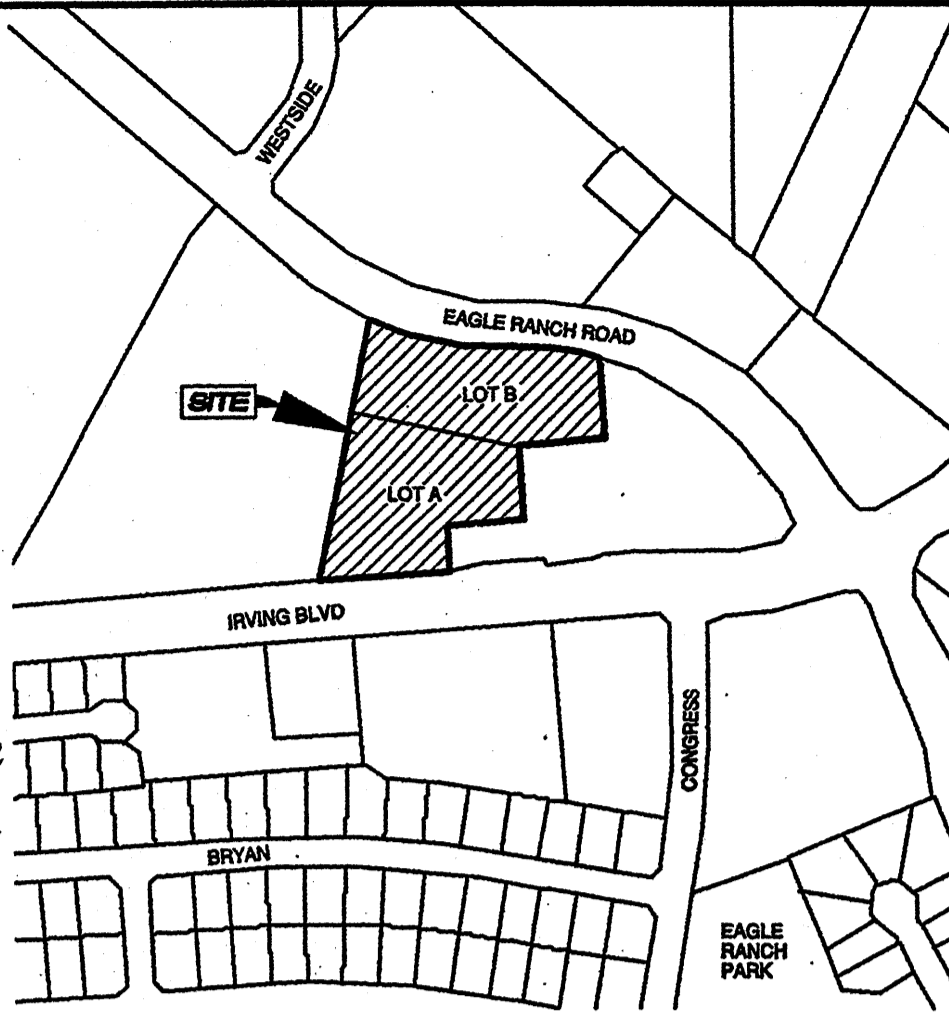 WESTSIDE
EAGLE RANCH ROAD
LOT B
SITE
LOT A
IRVING BLVD
CONGRESS
BRYAN
EAGLE
RANCH
PARK